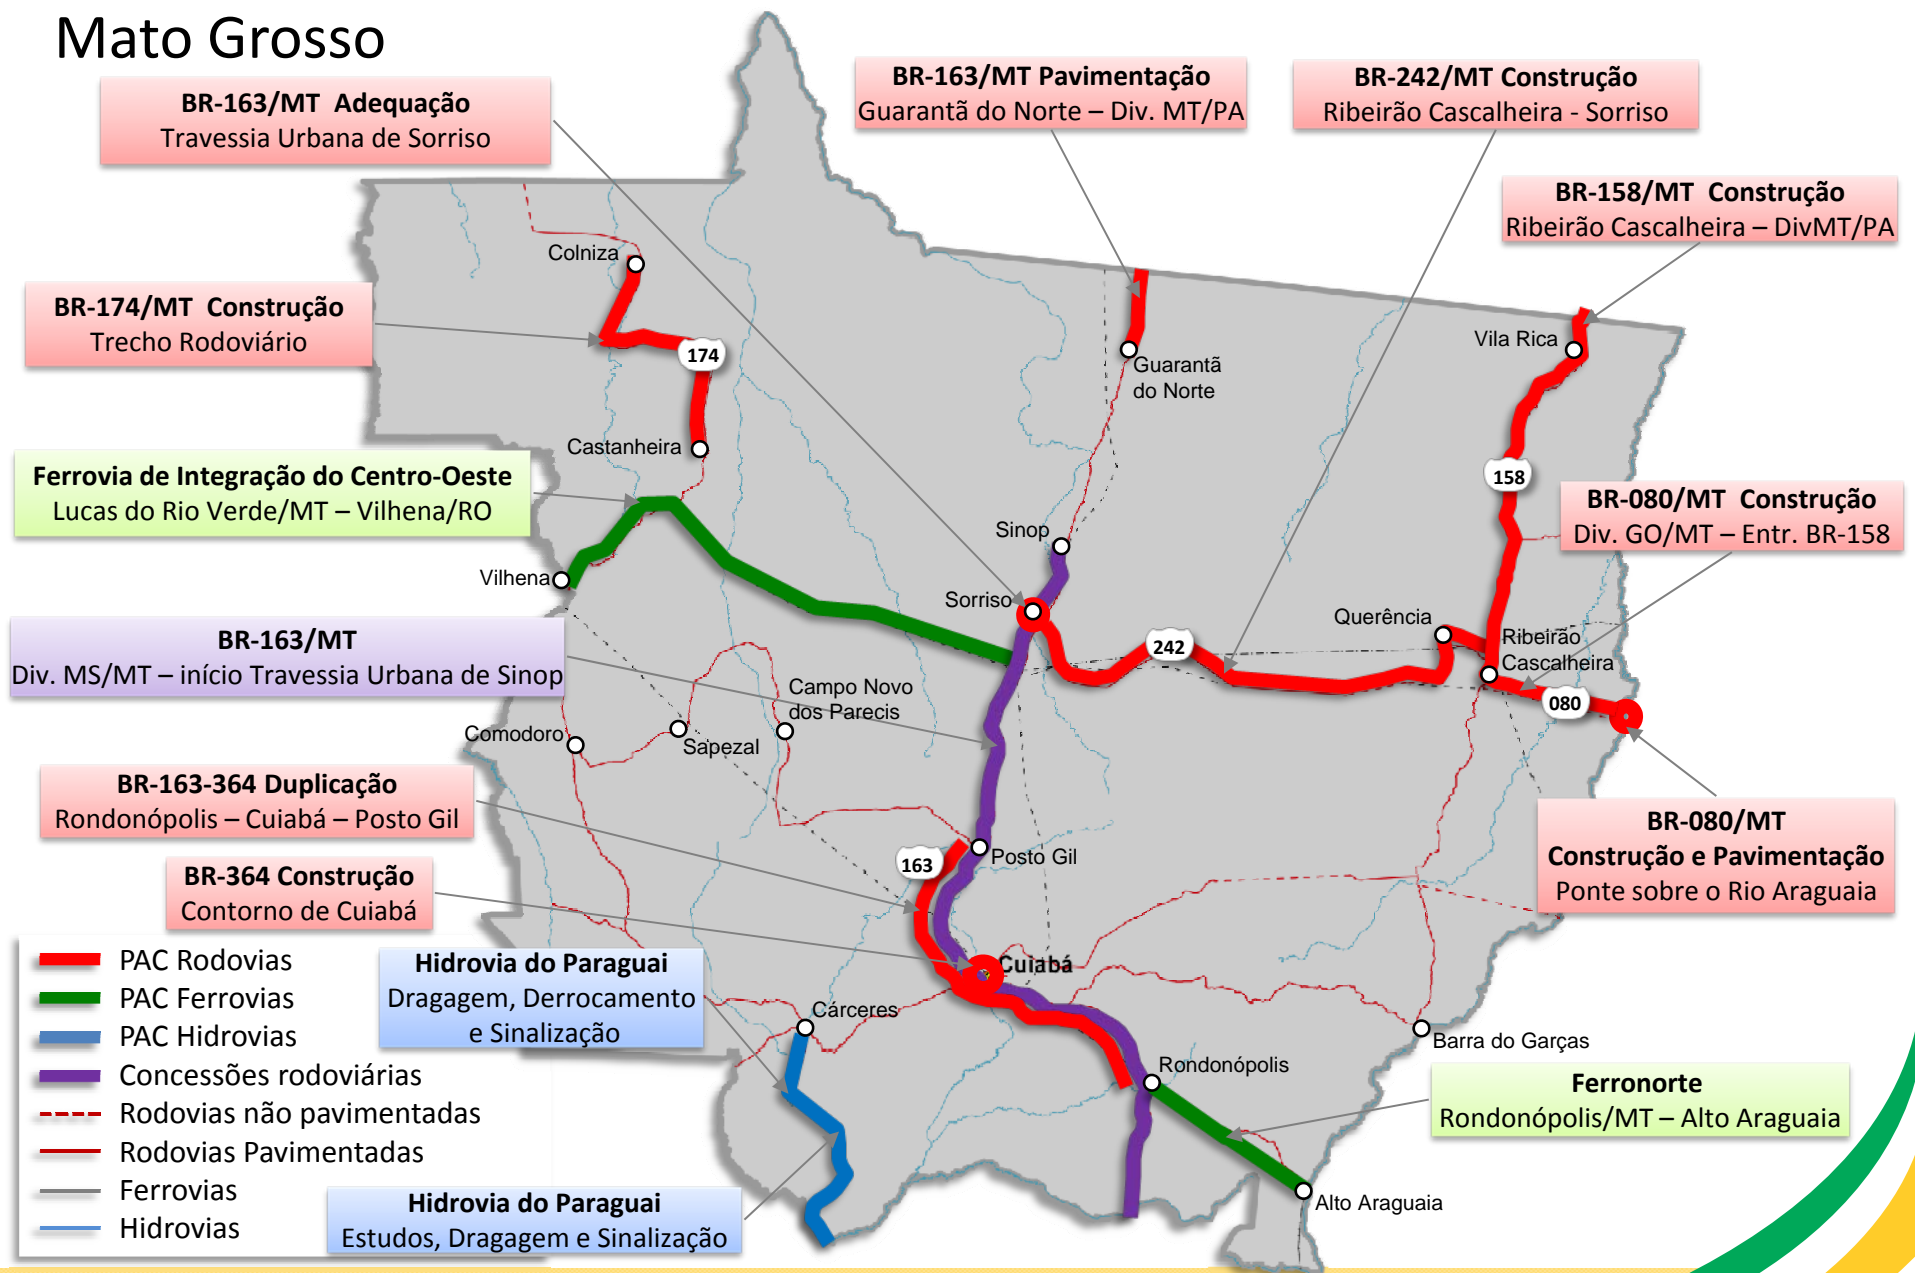 Mato Grosso
BR-163/MT Adequação
Travessia Urbana de Sorriso
BR-163/MT Pavimentação
Guarantã do Norte – Div. MT/PA
BR-242/MT Construção
Ribeirão Cascalheira - Sorriso
BR-158/MT Construção
Ribeirão Cascalheira – DivMT/PA
BR-174/MT Construção
Trecho Rodoviário
Colniza
174
Castanheira
Guarantã
do Norte
Vila Rica
158
Ferrovia de Integração do Centro-Oeste
Lucas do Rio Verde/MT – Vilhena/RO
BR-080/MT Construção
Div. GO/MT – Entr. BR-158
Sinop
Vilhena
Sorriso
Querência
Ribeirão
Cascalheira
242
080
BR-163/MT
Div. MS/MT – início Travessia Urbana de Sinop
Campo Novo
dos Parecis
Comodoro
Sapezal
BR-163-364 Duplicação
Rondonópolis – Cuiabá – Posto Gil
BR-080/MT
Construção e Pavimentação
Ponte sobre o Rio Araguaia
163
Posto Gil
BR-364 Construção
Contorno de Cuiabá
Cuiabá
Hidrovia do Paraguai
Dragagem, Derrocamento
e Sinalização
Cárceres
Barra do Garças
Rondonópolis
Ferronorte
Rondonópolis/MT – Alto Araguaia
Alto Araguaia
Hidrovia do Paraguai
Estudos, Dragagem e Sinalização
PAC Rodovias
PAC Ferrovias
PAC Hidrovias
Concessões rodoviárias
Rodovias não pavimentadas
Rodovias Pavimentadas
Ferrovias
Hidrovias